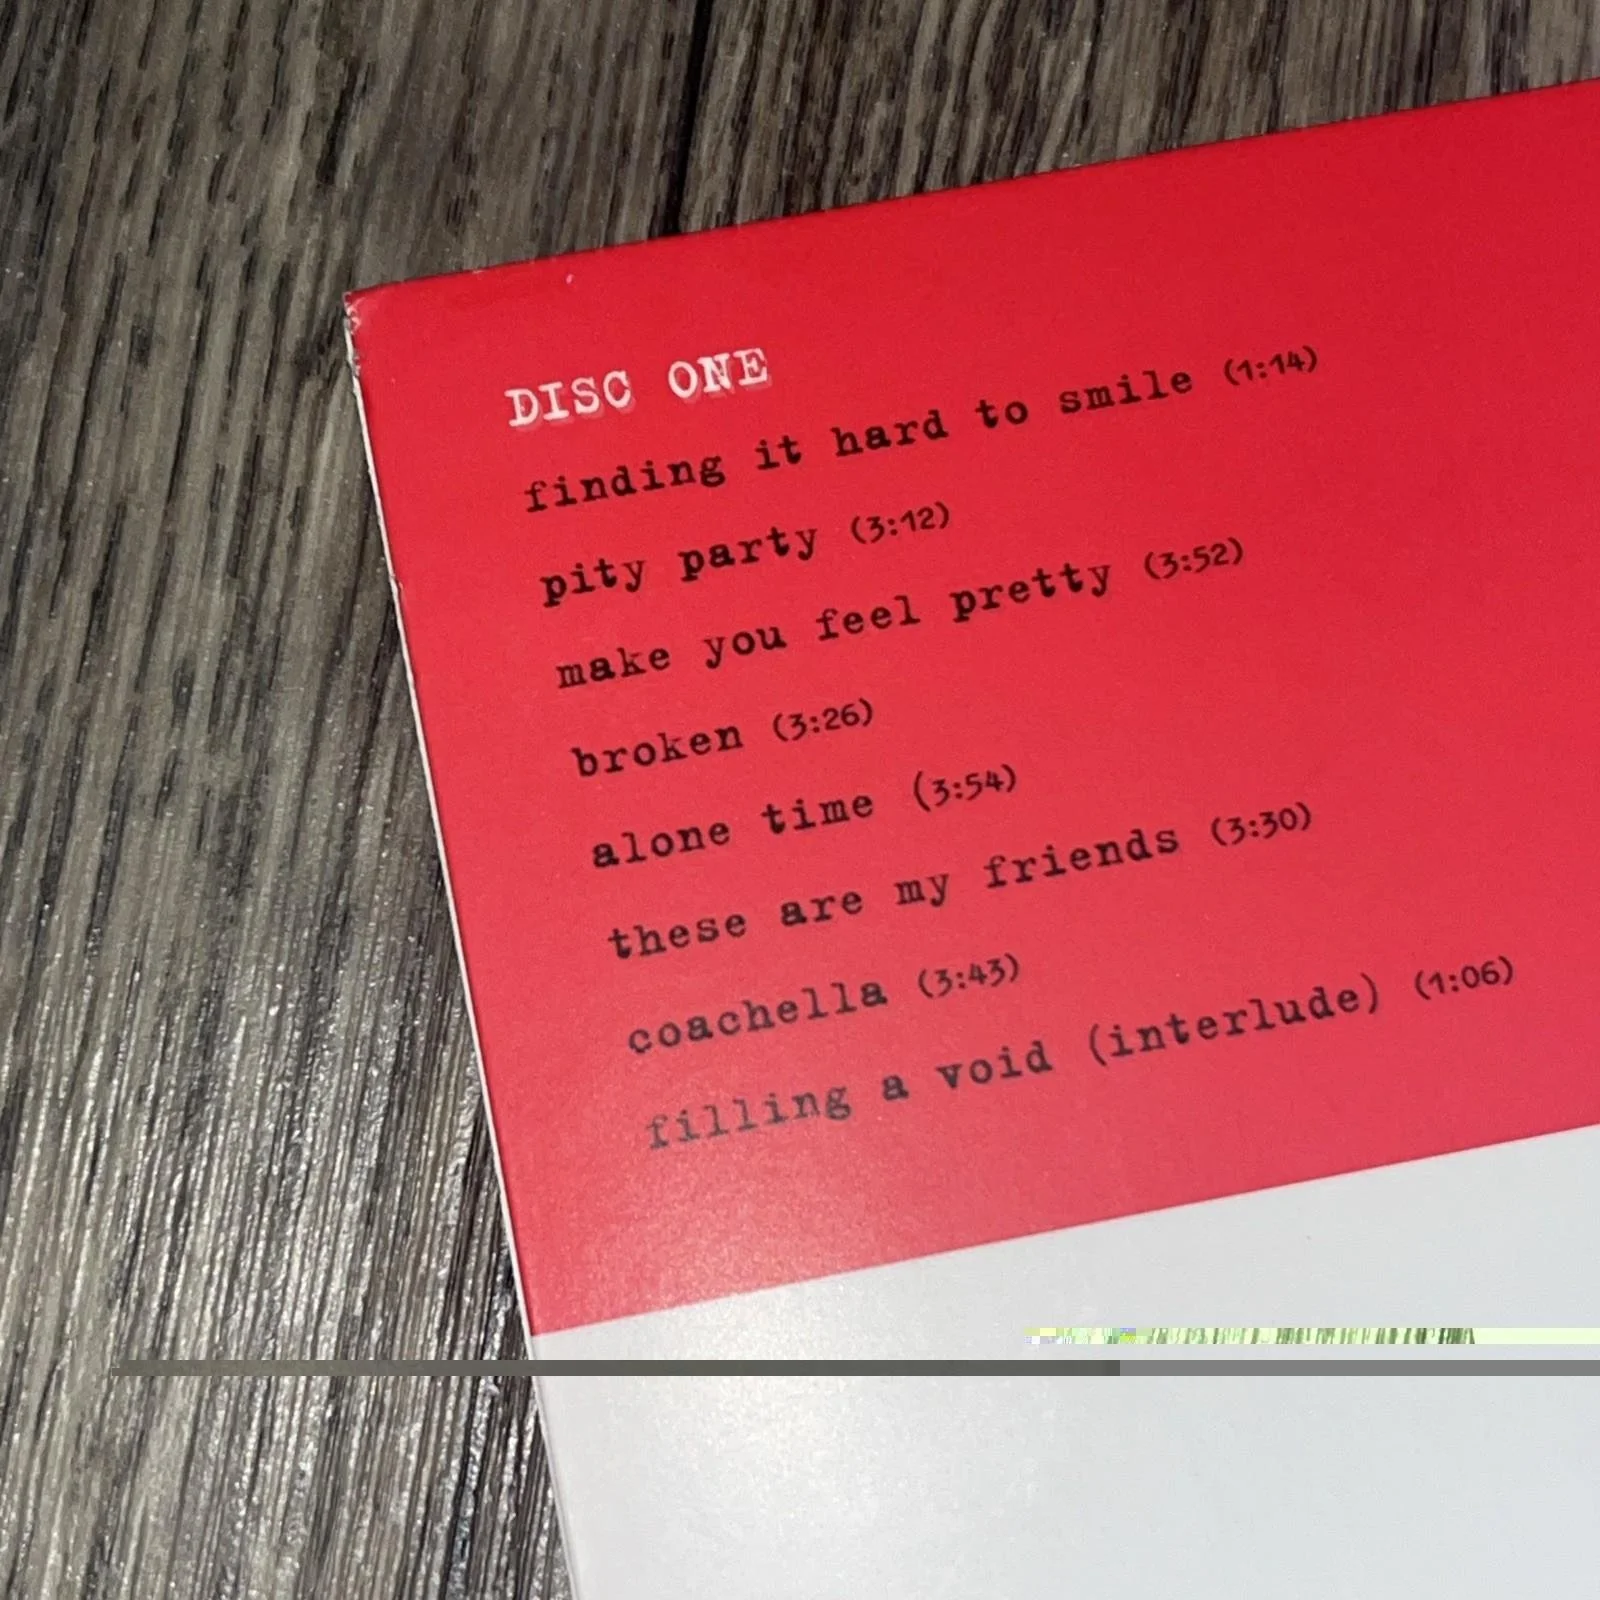 DISC ONE
finding it hard to smile (1:14)
pity party (3:12)
make you feel pretty (3:52)
broken (3:26)
alone time (3:54)
these are my friends (3:30)
coachella (3:43)
filling a void (interlude) (1:06)